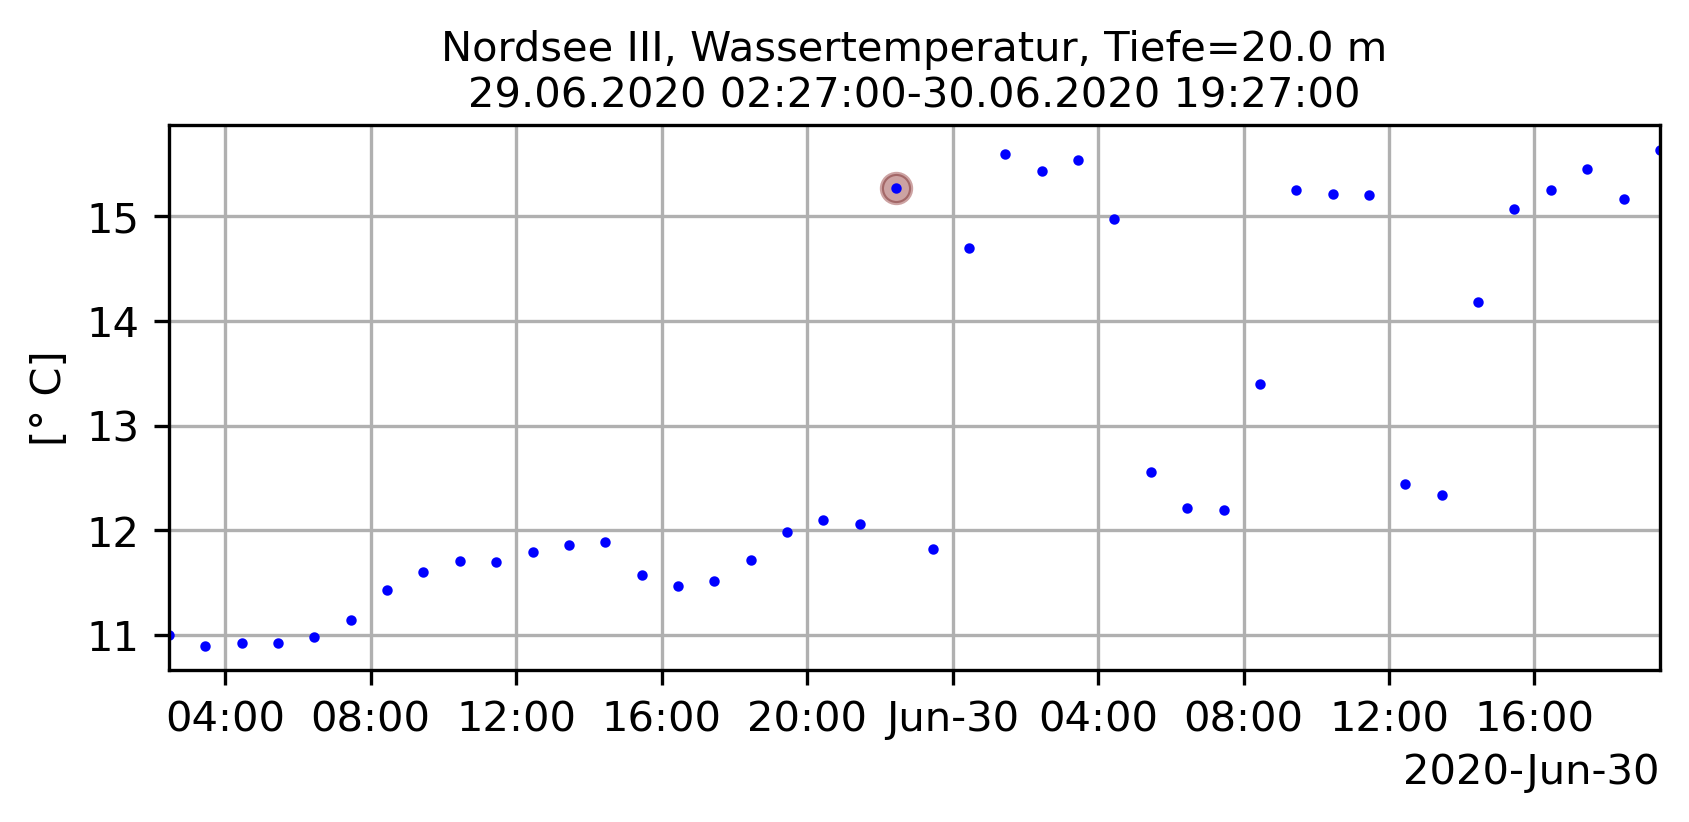 Nordsee III, Wassertemperatur, Tiefe=20.0 m
29.06.2020 02:27:00-30.06.2020 19:27:00
[° C]
15
14
13
12
11
04:00 08:00 12:00 16:00 20:00 Jun-30 04:00 08:00 12:00 16:00
2020-Jun-30